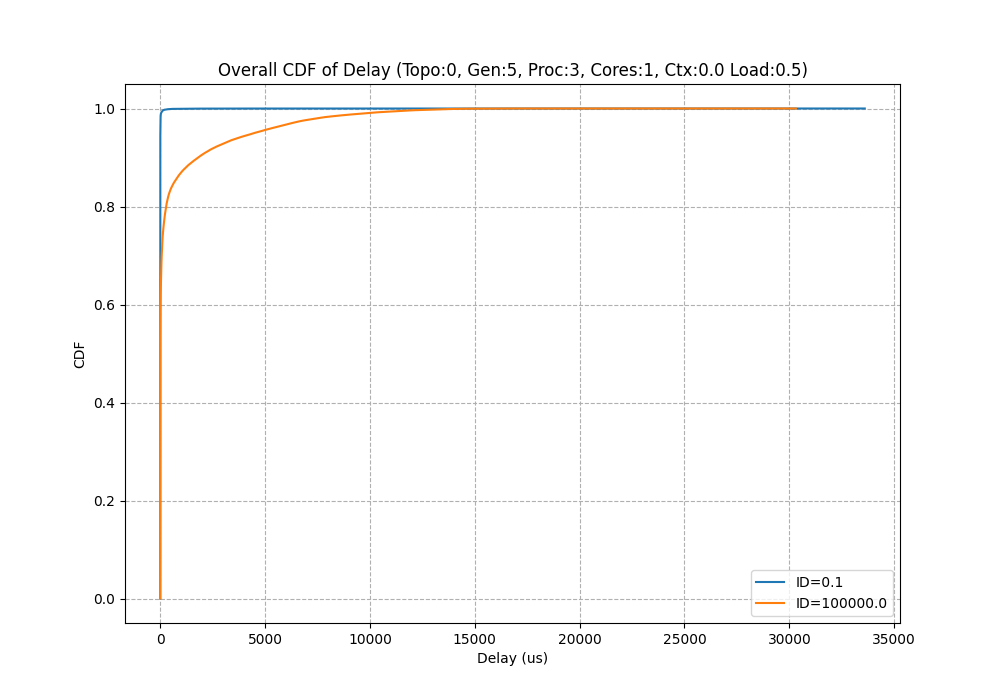 Overall CDF of Delay (Topo:0, Gen:5, Proc:3, Cores:1, Ctx:0.0 Load:0.5)
1.0
0.8
0.6
0.4
0.2
0.0
CDF
0 5000 10000 15000 20000 25000 30000 35000
Delay (us)
ID=0.1
ID=100000.0